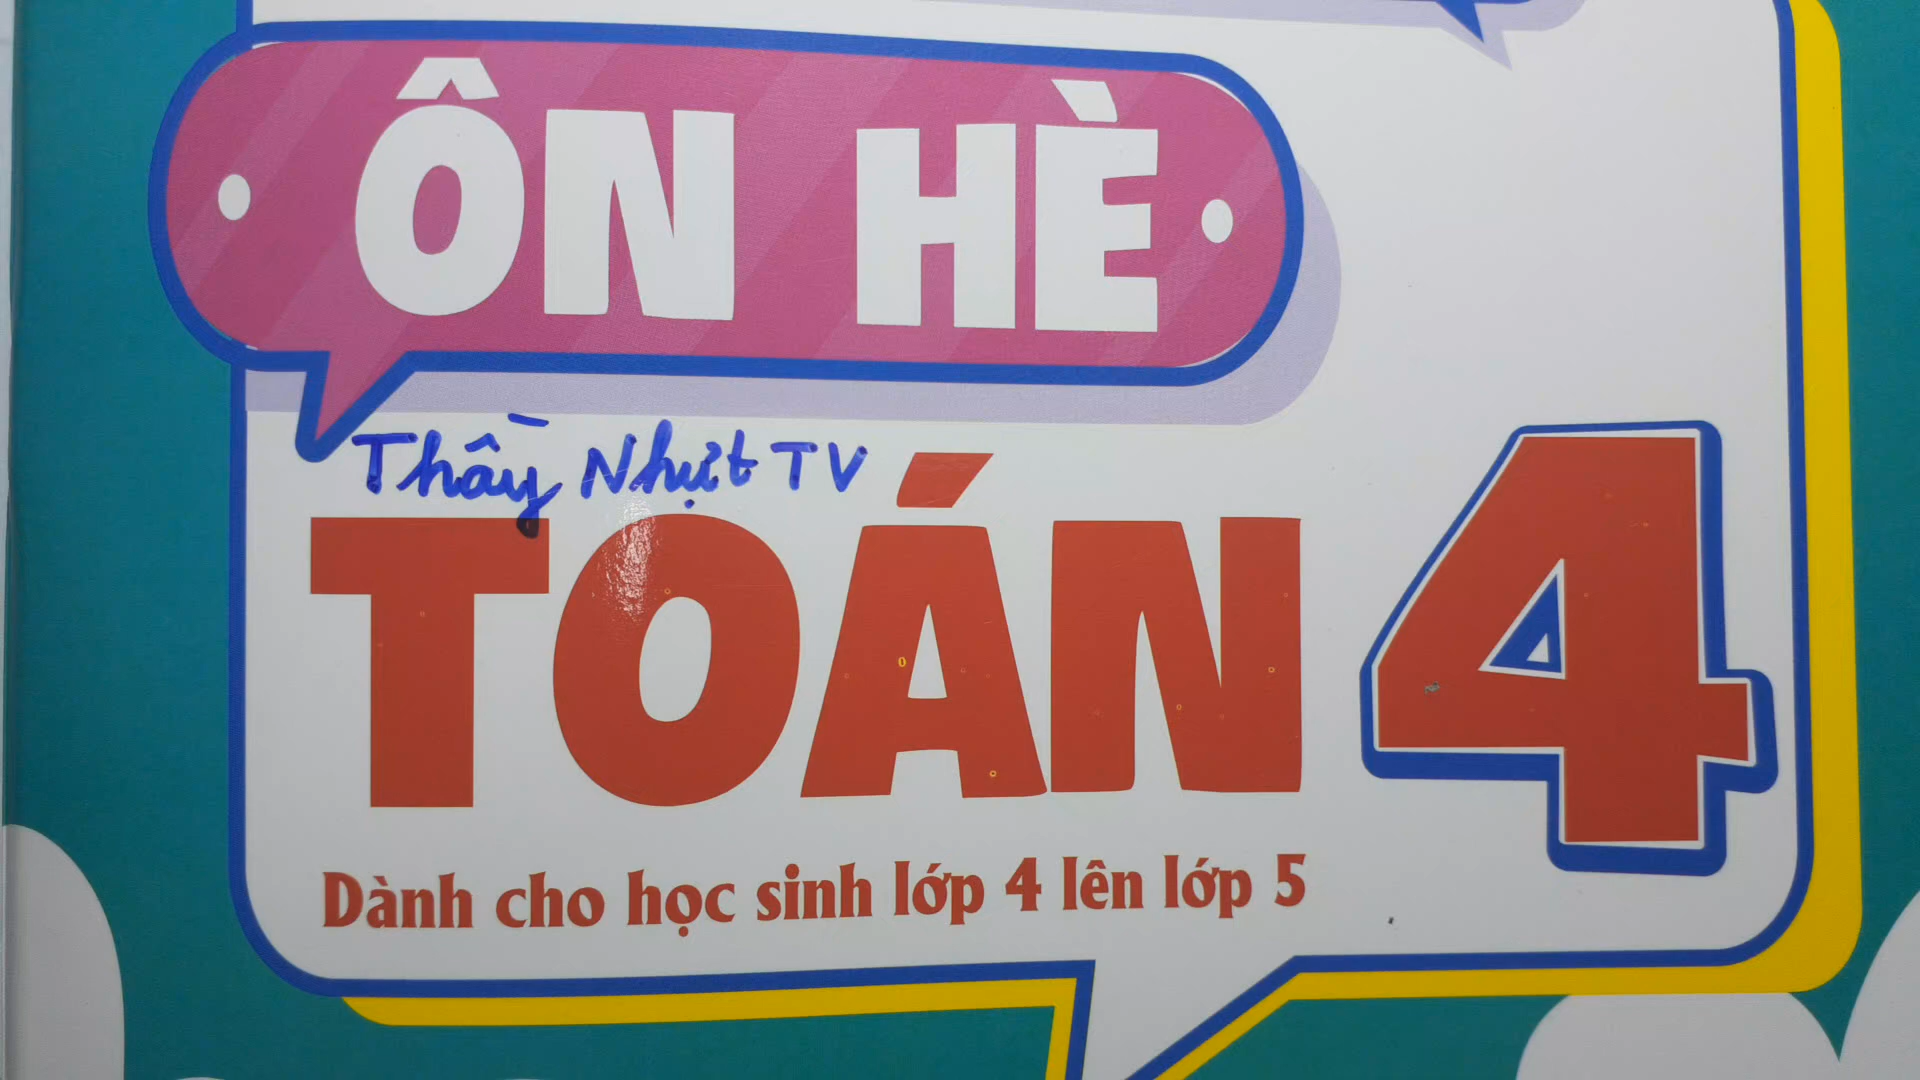 ÔN HÈ
Thầy Nhựt TV
TOÁN 4
Dành cho học sinh lớp 4 lên lớp 5